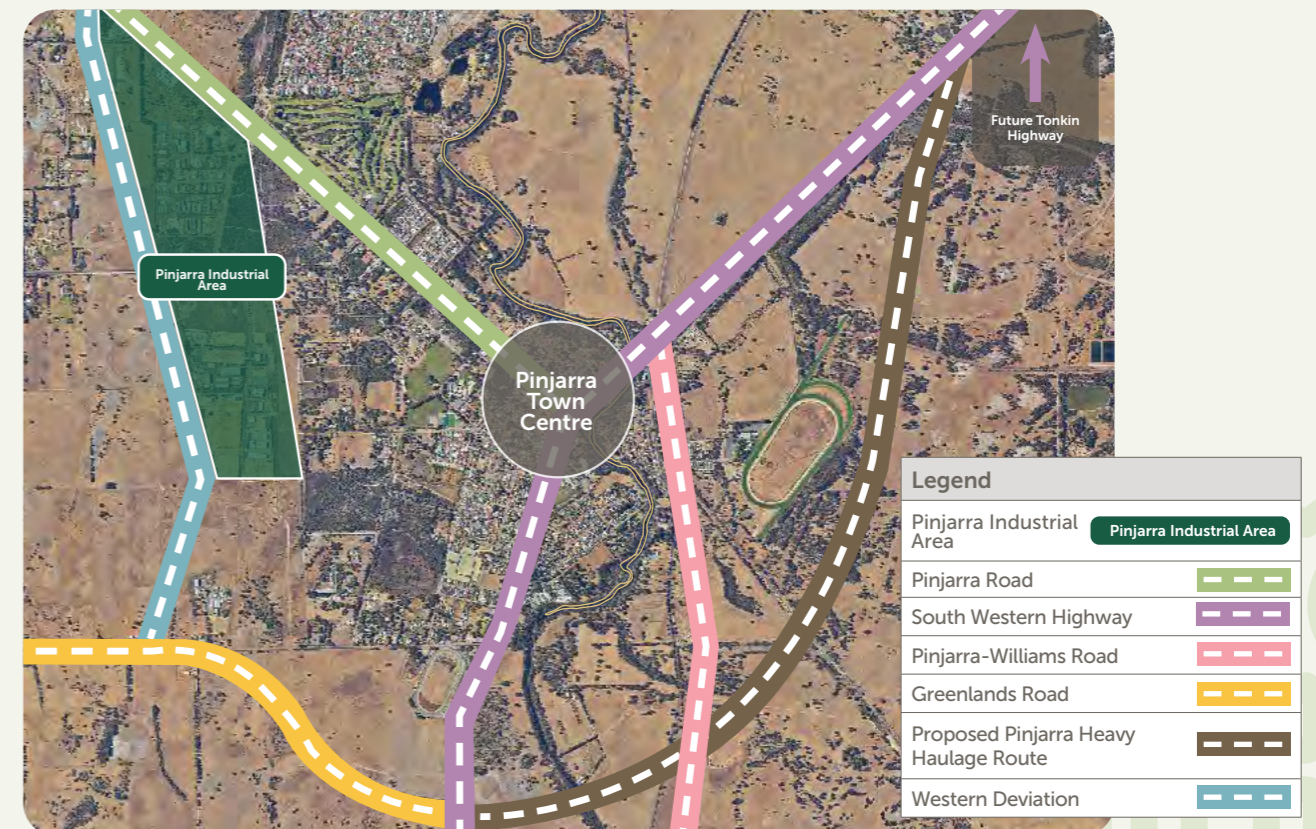 Future Tonkin
Highway
Pinjarra Industrial
Area
Pinjarra
Town
Centre
Legend
Pinjarra Industrial
Area
Pinjarra Industrial Area
Pinjarra Road
South Western Highway
Pinjarra-Williams Road
Greenlands Road
Proposed Pinjarra Heavy
Haulage Route
Western Deviation